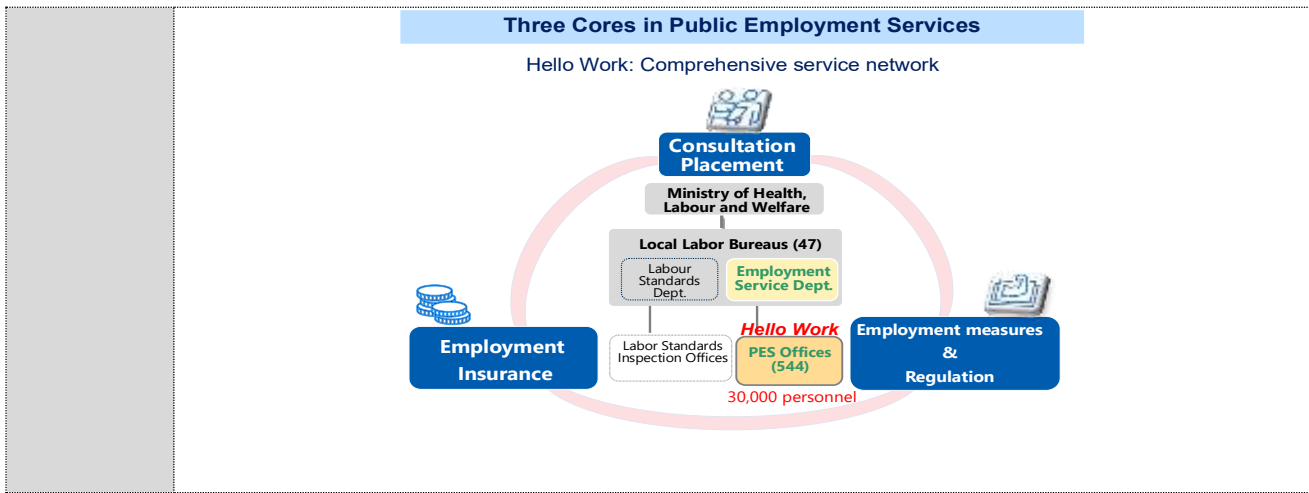 Three Cores in Public Employment Services
Hello Work: Comprehensive service network
Consultation
Placement
Ministry of Health,
Labour and Welfare
Local Labor Bureaus (47)
Labour
Standards
Dept.
Employment
Service Dept.
Employment
Insurance
Labor Standards
Inspection Offices
Hello Work
PES Offices
(544)
30,000 personnel
Employment measures
&
Regulation